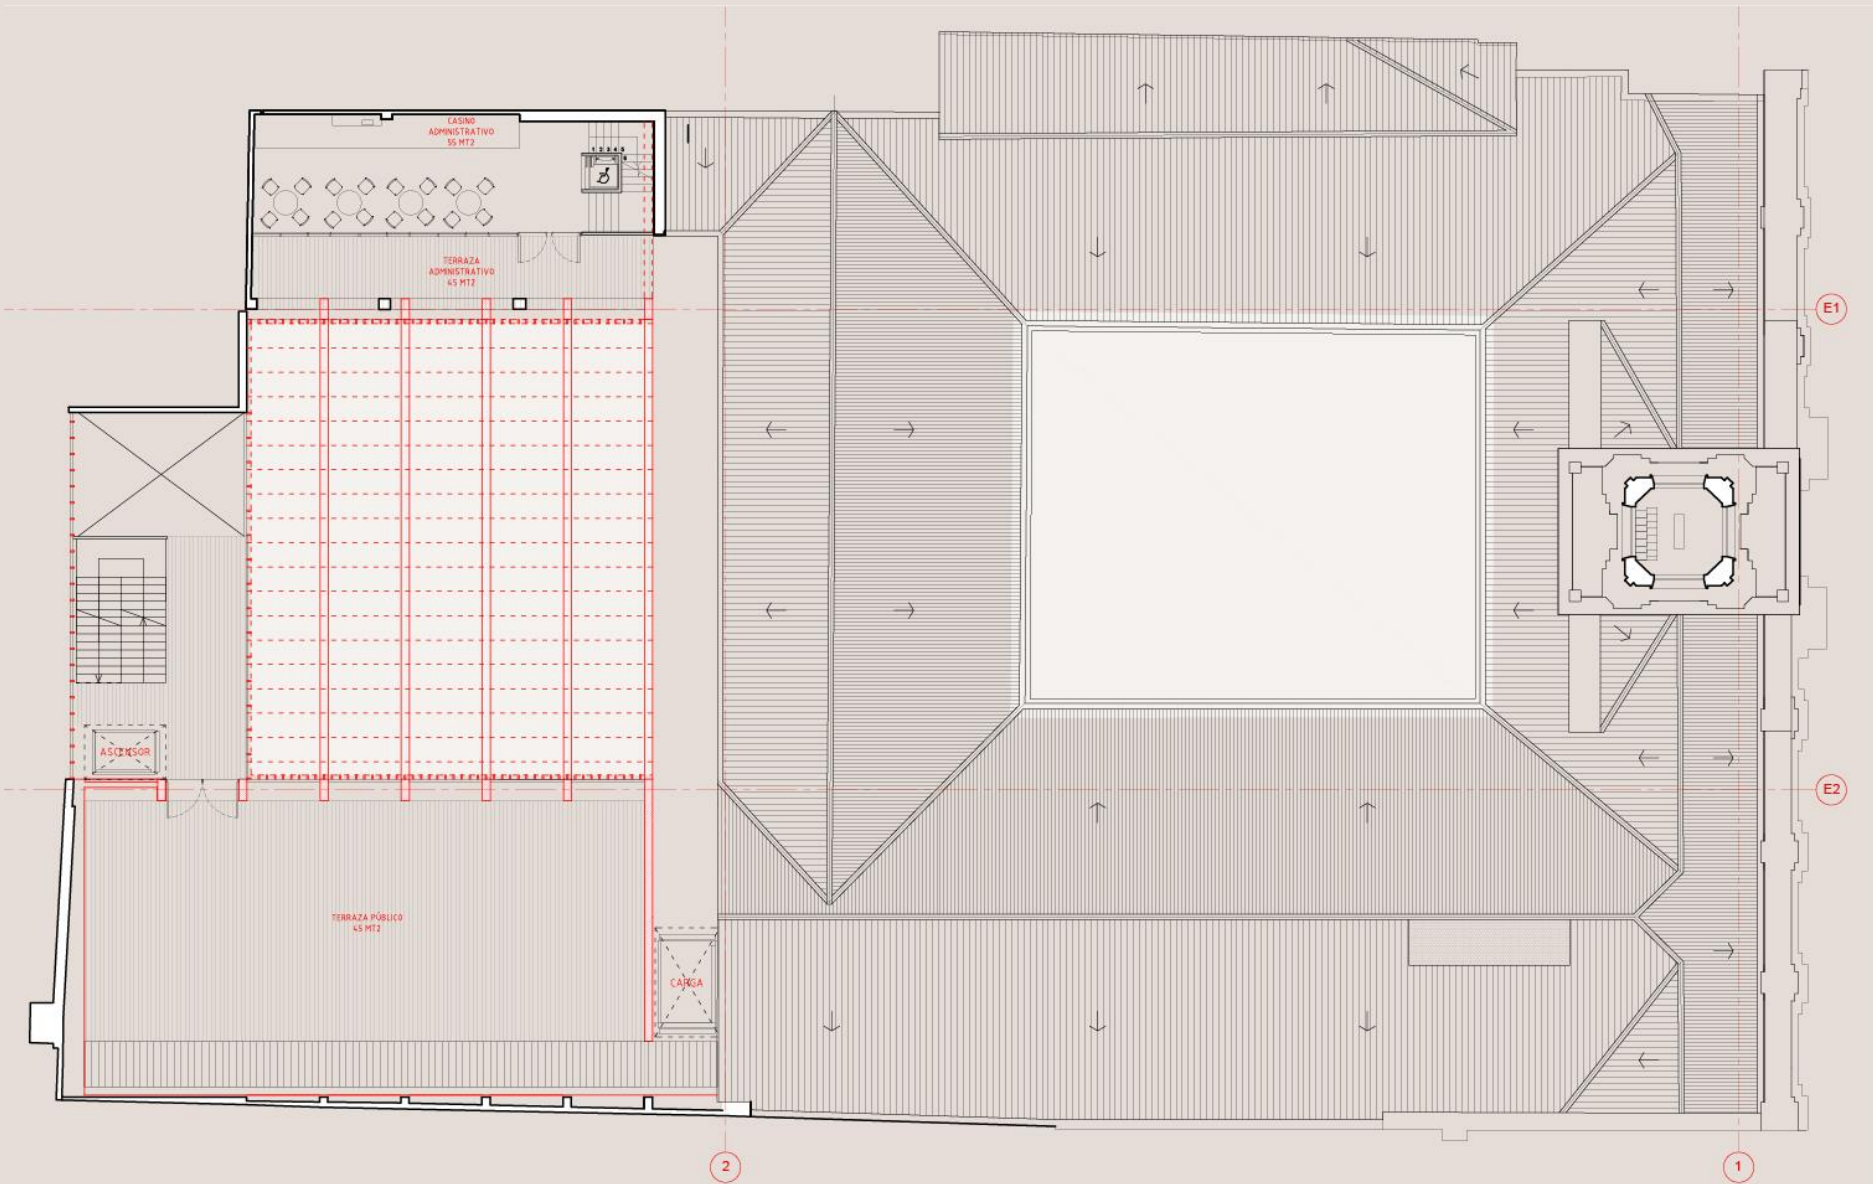 CASINO
ADMINISTRATIVO
55 MT2
1 2 3 4 5
6
TERRAZA
ADMINISTRATIVO
45 MT2
E1
ASCENSOR
E2
TERRAZA PÚBLICO
45 MT2
CARGA
2
1